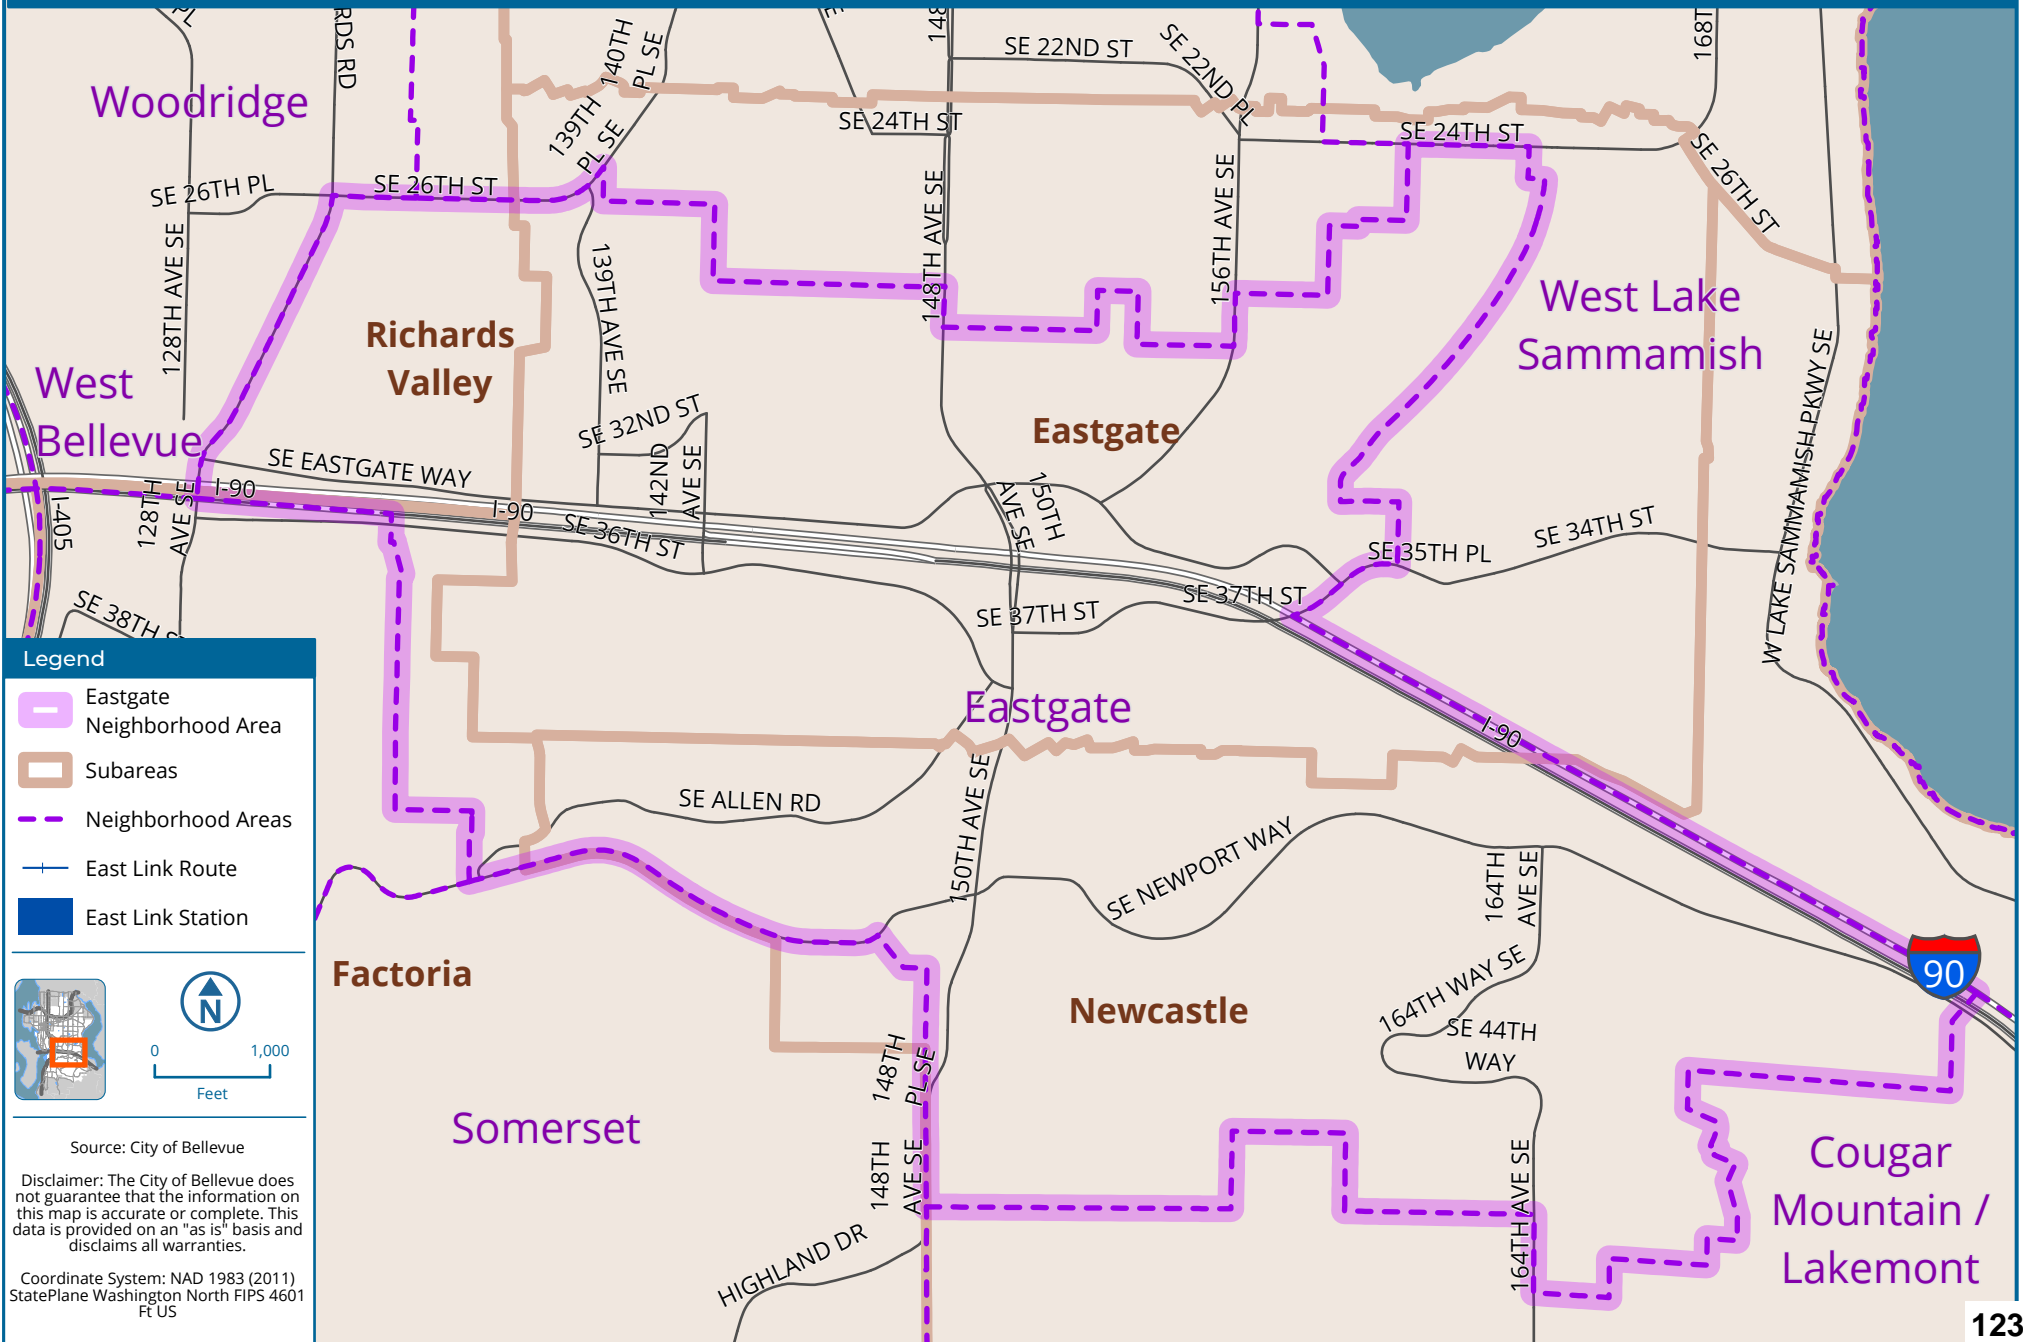 PL
RDS RD
140TH
PL SE
148
SE 22ND ST
SE 22ND PL
168T
Woodridge
139TH
PL SE
SE 24TH ST
SE 24TH ST
SE 26TH ST
SE 26TH PL
SE 26TH ST
128TH AVE SE
139TH AVE SE
148TH AVE SE
156TH AVE SE
West Lake
Sammamish
Richards
Valley
West
Bellevue
W LAKE SAMMAMISH PKWY SE
SE 32ND ST
Eastgate
142ND
AVE SE
SE EASTGATE WAY
I-90
I-90
I-405
128TH
AVE SE
SE 36TH ST
150TH
AVE SE
SE 35TH PL
SE 34TH ST
SE 37TH ST
SE 37TH ST
SE 38TH S
Eastgate
I-90
SE ALLEN RD
150TH AVE SE
SE NEWPORT WAY
164TH
AVE SE
Factoria
Newcastle
164TH WAY SE
SE 44TH
WAY
90
148TH
PL SE
Somerset
148TH
AVE SE
164TH AVE SE
HIGHLAND DR
Cougar
Mountain /
Lakemont
Legend
Eastgate
Neighborhood Area
Subareas
Neighborhood Areas
East Link Route
East Link Station
N
0 1,000
Feet
Source: City of Bellevue
Disclaimer: The City of Bellevue does
not guarantee that the information on
this map is accurate or complete. This
data is provided on an "as is" basis and
disclaims all warranties.
Coordinate System: NAD 1983 (2011)
StatePlane Washington North FIPS 4601
Ft US
123